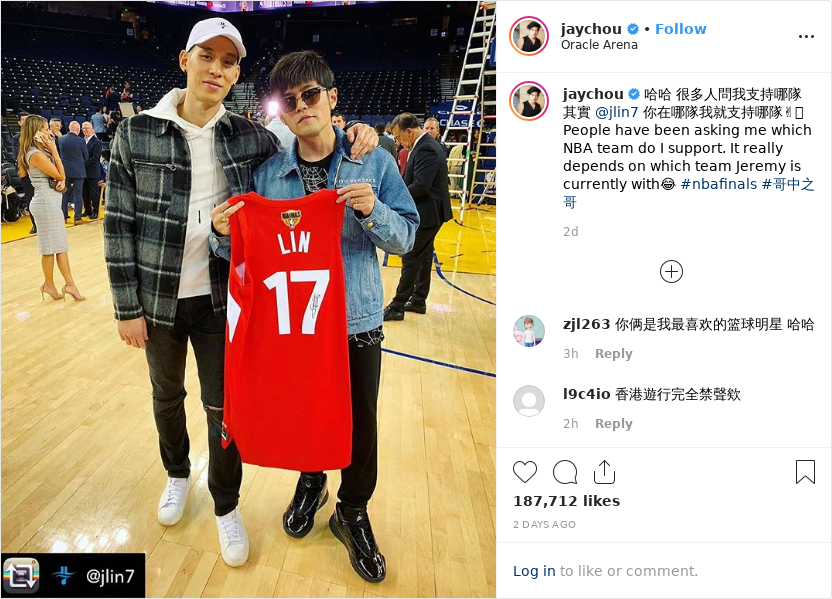 jaychou • Follow
Oracle Arena
jaychou 哈哈 很多人問我支持哪隊
其實 @jlin7 你在哪隊我就支持哪隊✌
People have been asking me which
NBA team do I support. It really
depends on which team Jeremy is
currently with😂 #nbafinals #哥中之
哥
2d
zjl263 你俩是我最喜欢的篮球明星 哈哈
3h Reply
l9c4io 香港遊行完全禁聲欸
2h Reply
187,712 likes
2 DAYS AGO
Log in to like or comment.
LIN
17
@jlin7